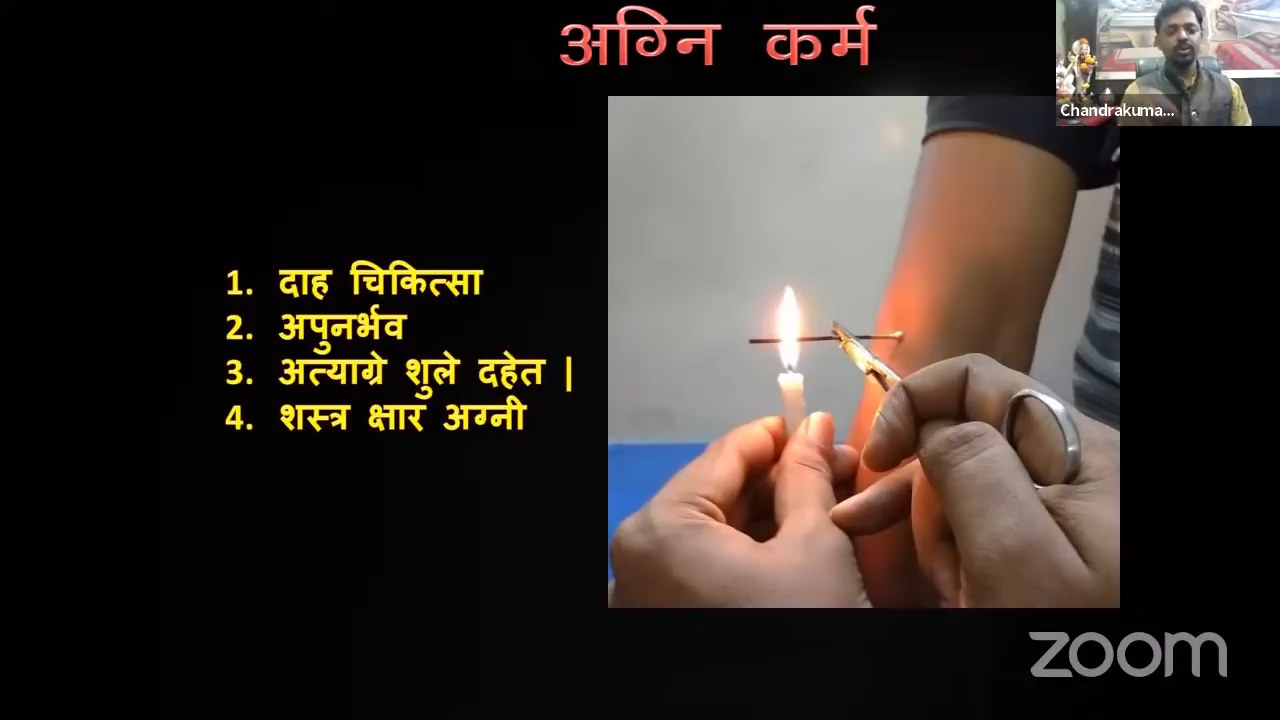 अग्नि कर्म
Chandrakuma...
1. दाह चिकित्सा
2. अपुनर्भव
3. अत्याग्रे शुले दहेत |
4. शस्त्र क्षार अग्नी
zoom